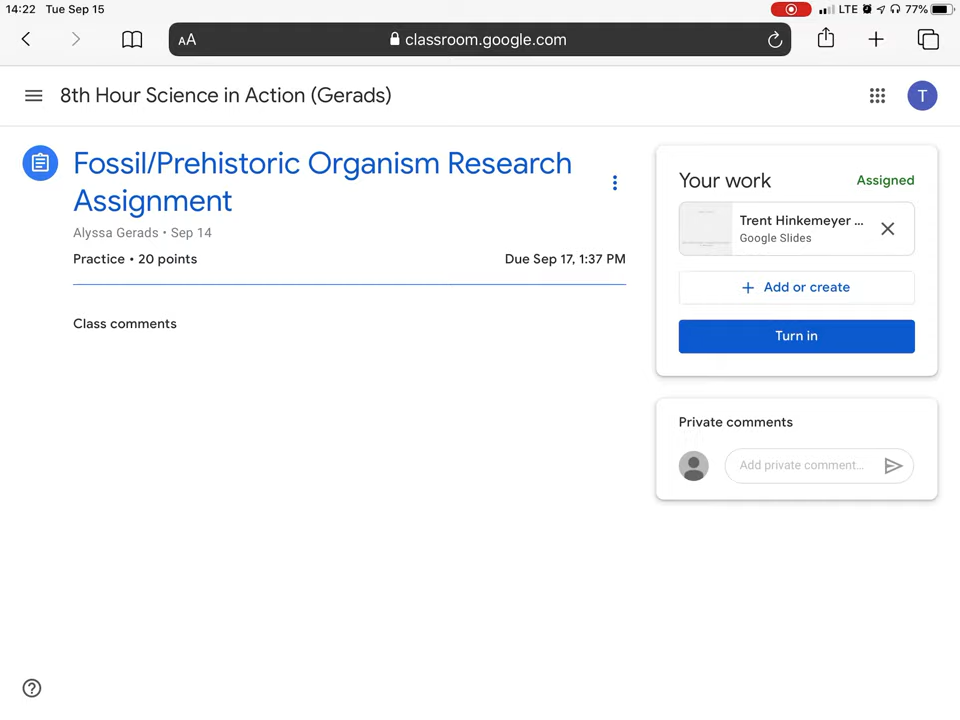 14:22 Tue Sep 15
LTE 77%
AA classroom.google.com
8th Hour Science in Action (Gerads)
T
Fossil/Prehistoric Organism Research
Assignment
Alyssa Gerads • Sep 14
Practice • 20 points
Due Sep 17, 1:37 PM
Class comments
Your work
Assigned
Trent Hinkemeyer ...
Google Slides
+ Add or create
Turn in
Private comments
Add private comment...